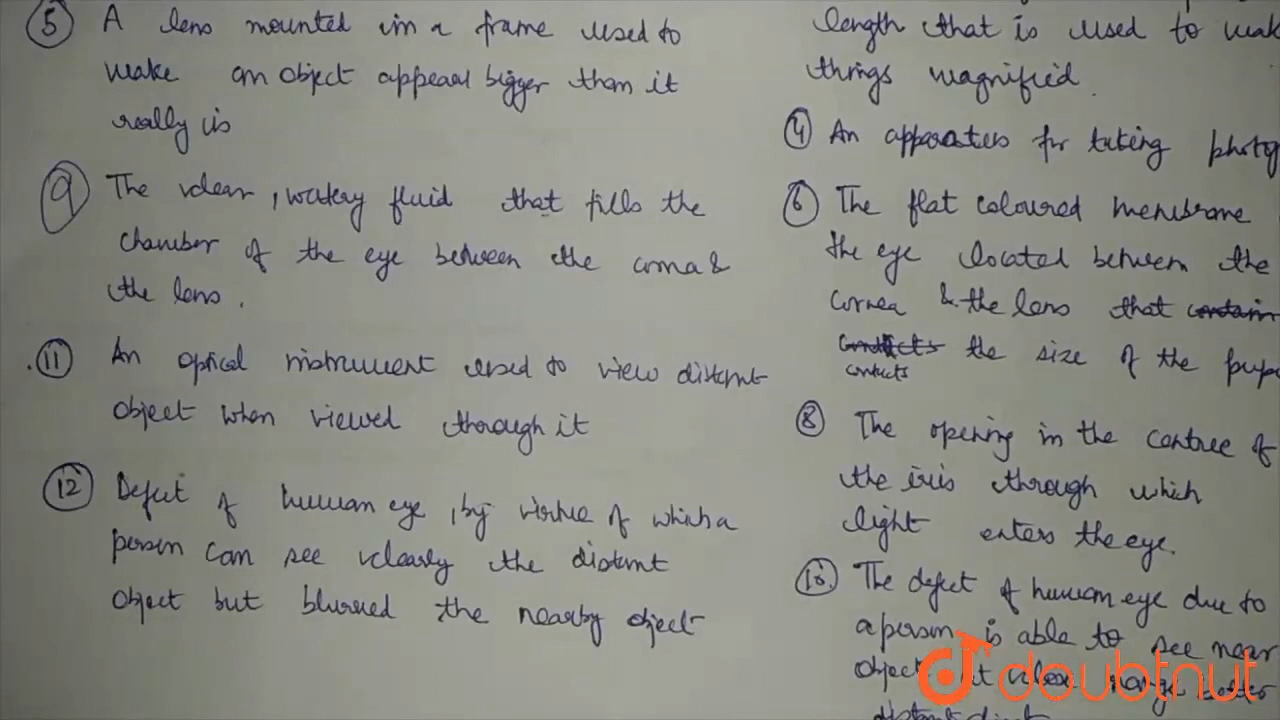 5 A lens mounted in a frame used to
make an object appear bigger than it
really is
9 The clear, watery fluid that fills the
chamber of the eye between the cornea &
the lens.
11 An optical instrument used to view distant
object when viewed through it
12 Defect of human eye, by virtue of which a
person can see clearly the distant
object but blurred the nearby object
length that is used to mak
things magnified.
4 An apparatus for taking photog
6 The flat coloured membrane
the eye located between the
cornea & the lens that contain
contacts the size of the pup
contects
8 The opening in the centre of
the iris through which
light enters the eye.
10 The defect of human eye due to
a person is able to see near
object
distant
doubtnut